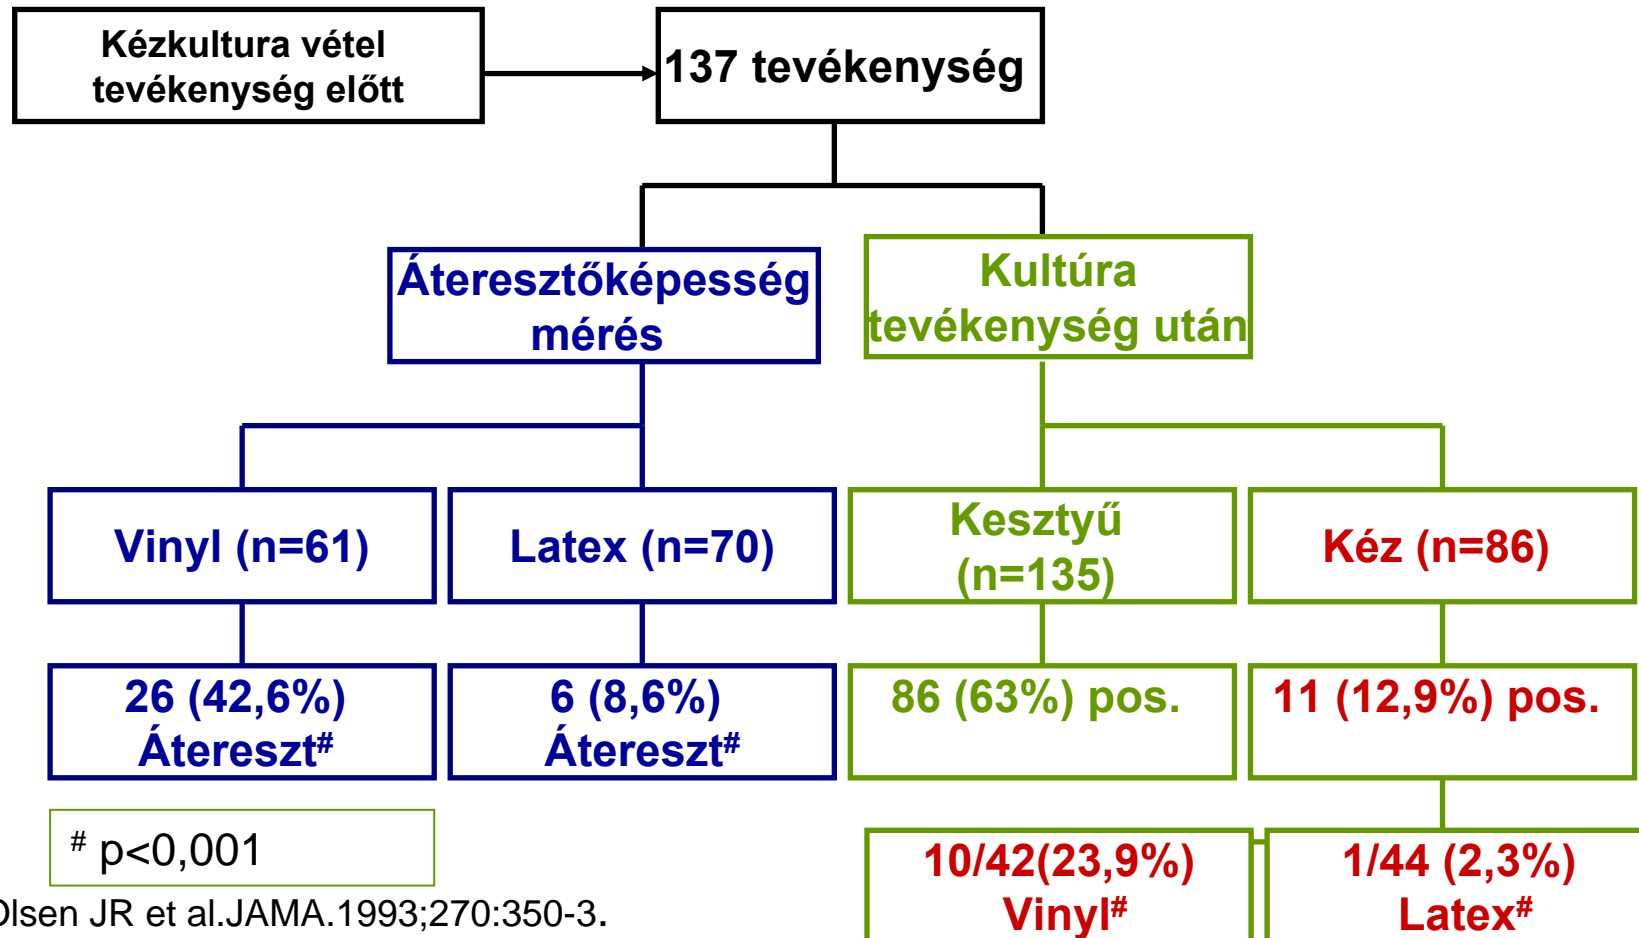 Kézkultura vétel
tevékenység előtt
137 tevékenység
Áteresztőképesség
mérés
Kultúra
tevékenység után
Vinyl (n=61)
Latex (n=70)
Kesztyű
(n=135)
Kéz (n=86)
26 (42,6%)
Átereszt#
6 (8,6%)
Átereszt#
86 (63%) pos.
11 (12,9%) pos.
# p<0,001
10/42(23,9%)
Vinyl#
1/44 (2,3%)
Latex#
Olsen JR et al.JAMA.1993;270:350-3.